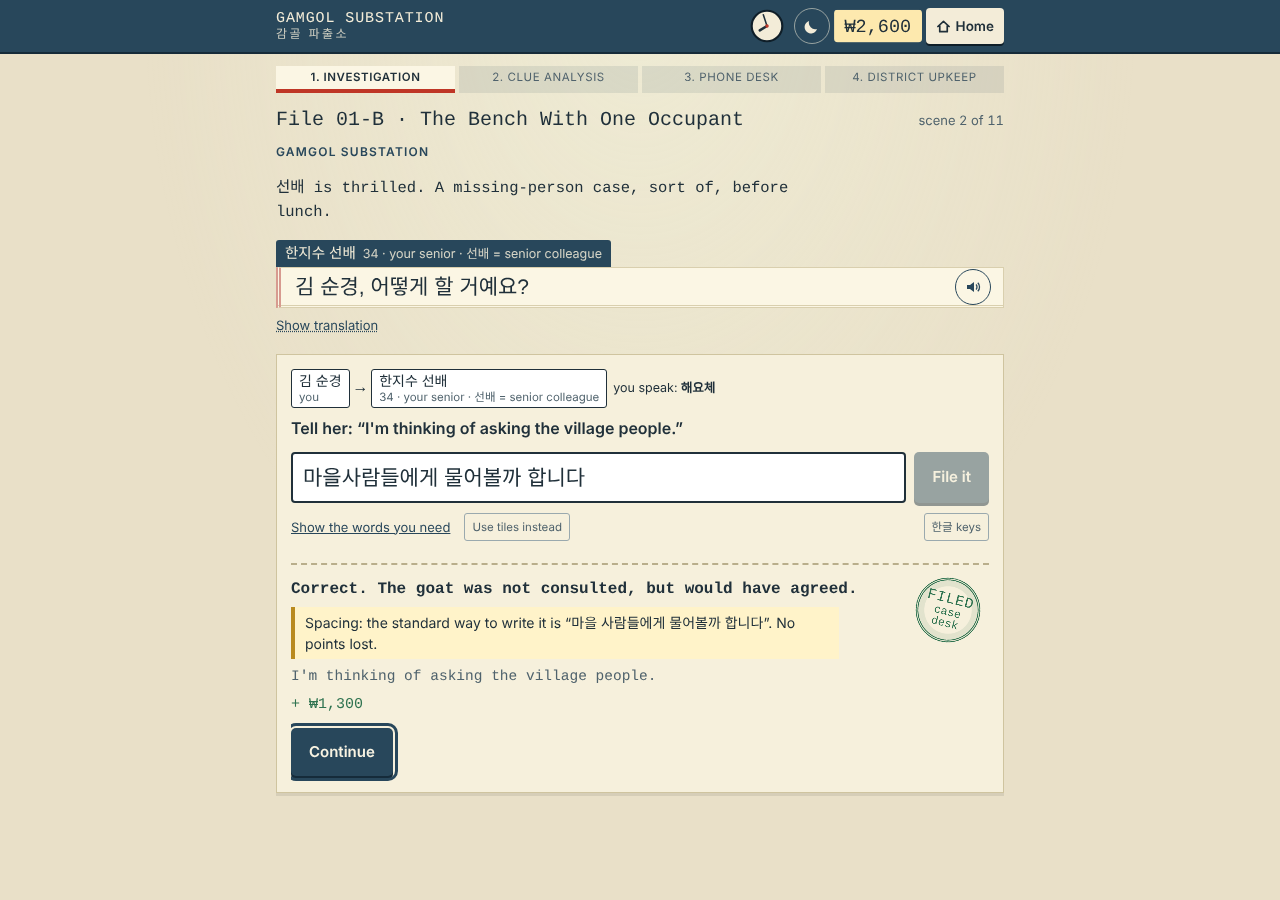 GAMGOL SUBSTATION
감골 파출소
₩2,600
Home
1. INVESTIGATION
2. CLUE ANALYSIS
3. PHONE DESK
4. DISTRICT UPKEEP
File 01-B · The Bench With One Occupant
scene 2 of 11
GAMGOL SUBSTATION
선배 is thrilled. A missing-person case, sort of, before
lunch.
한지수 선배 34 · your senior · 선배 = senior colleague
김 순경, 어떻게 할 거예요?
Show translation
김 순경
you
→
한지수 선배
34 · your senior · 선배 = senior colleague
you speak: 해요체
Tell her: “I'm thinking of asking the village people.”
마을사람들에게 물어볼까 합니다
File it
Show the words you need
Use tiles instead
한글 keys
Correct. The goat was not consulted, but would have agreed.
FILED
case
desk
Spacing: the standard way to write it is “마을 사람들에게 물어볼까 합니다”. No
points lost.
I'm thinking of asking the village people.
+ ₩1,300
Continue